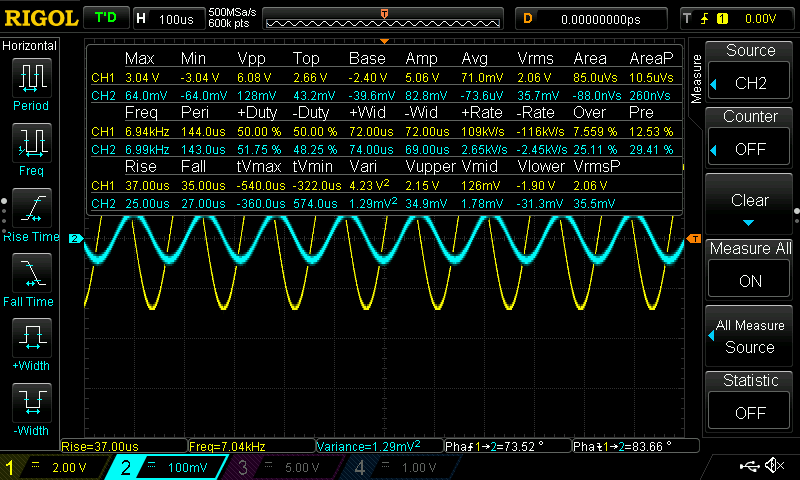 RIGOL T'D H 100us 500MSa/s 600k pts T D 0.00000000ps T 1 0.00V
Horizontal
Period
Freq
Rise Time
Fall Time
+Width
-Width
Max Min Vpp Top Base Amp Avg Vrms Area AreaP
CH1 3.04 V -3.04 V 6.08 V 2.66 V -2.40 V 5.06 V 71.0mV 2.06 V 85.0uVs 10.5uVs
CH2 64.0mV -64.0mV 128mV 43.2mV -39.6mV 82.8mV -73.6uV 35.7mV -88.0nVs 260nVs
Freq Peri +Duty -Duty +Wid -Wid +Rate -Rate Over Pre
CH1 6.94kHz 144.0us 50.00 % 50.00 % 72.00us 72.00us 109kV/s -116kV/s 7.559 % 12.53 %
CH2 6.99kHz 143.0us 51.75 % 48.25 % 74.00us 69.00us 2.65kV/s -2.45kV/s 25.11 % 29.41 %
Rise Fall tVmax tVmin Vari Vupper Vmid Vlower VrmsP
CH1 37.00us 35.00us -540.0us -322.0us 4.23 V² 2.15 V 126mV -1.90 V 2.06 V
CH2 25.00us 27.00us -360.0us 574.0us 1.29mV² 34.9mV 1.78mV -31.3mV 35.5mV
2
T
Measure
Source
CH2
Counter
OFF
Clear
Measure All
ON
All Measure
Source
Statistic
OFF
Rise=37.00us Freq=7.04kHz Variance=1.29mV² Pha1→2=73.52 ° Pha1→2=83.66 °
1 2.00 V 2 100mV 3 5.00 V 4 1.00 V